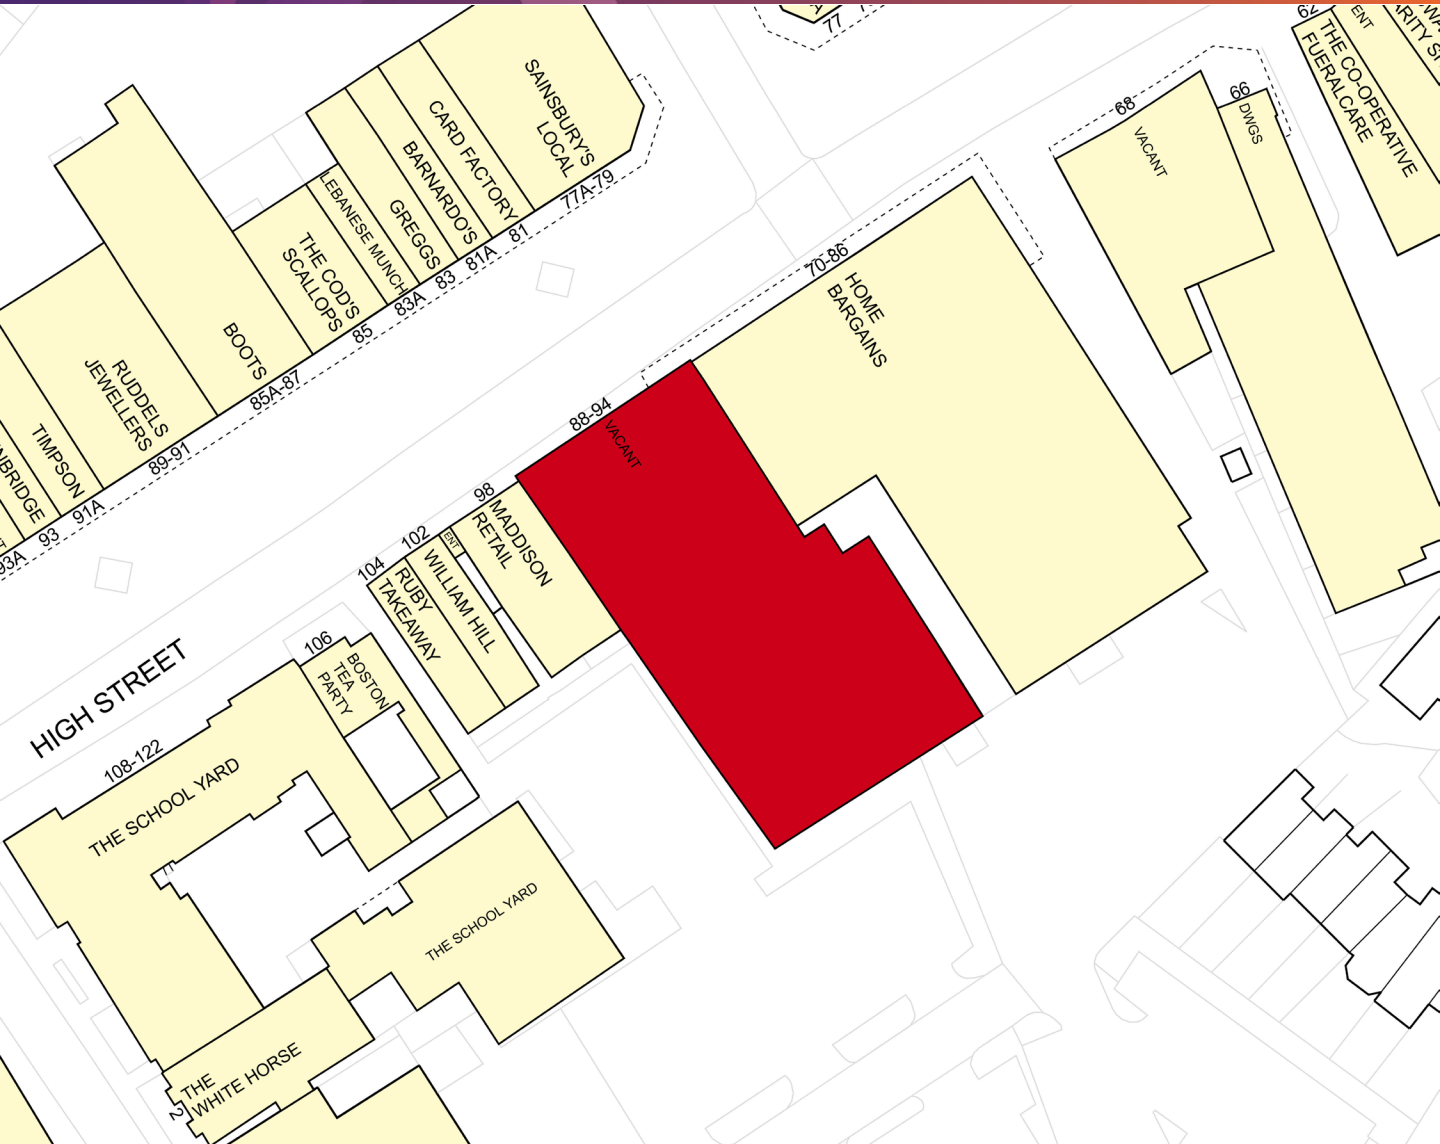 77
62
THE CO-OPERATIVE
FUERALCARE
ENT
66
DWGS
68
VACANT
SAINSBURY'S
LOCAL
77A-79
CARD FACTORY
81
BARNARDO'S
81A
GREGGS
83
LEBANESE MUNCH
83A
THE COD'S
SCALLOPS
85
BOOTS
85A-87
RUDDELS
JEWELLERS
89-91
TIMPSON
91A
93
93A
70-86
HOME
BARGAINS
88-94
VACANT
98
MADDISON
RETAIL
ENT
102
WILLIAM HILL
104
RUBY
TAKEAWAY
106
BOSTON
TEA
PARTY
HIGH STREET
108-122
THE SCHOOL YARD
THE SCHOOL YARD
THE
WHITE HORSE
2